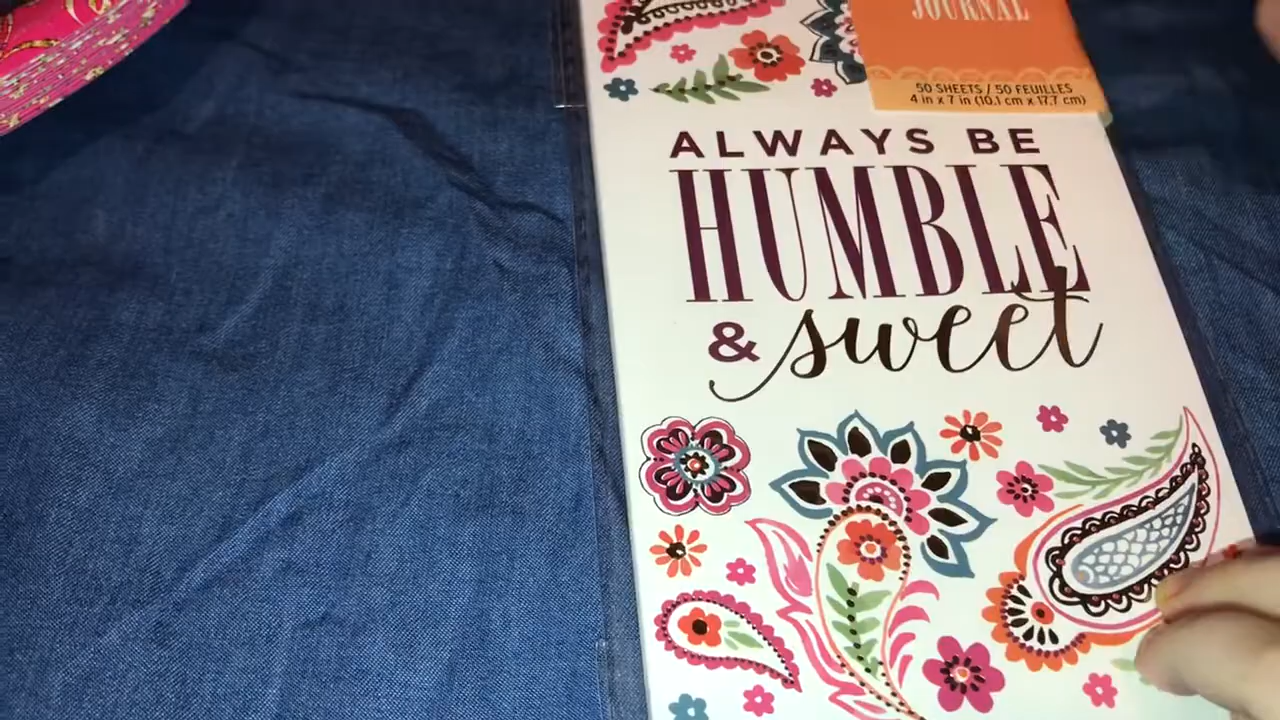 JOURNAL
50 SHEETS / 50 FEUILLES
4 in x 7 in (10,1 cm x 17,7 cm)
ALWAYS BE
HUMBLE
& sweet